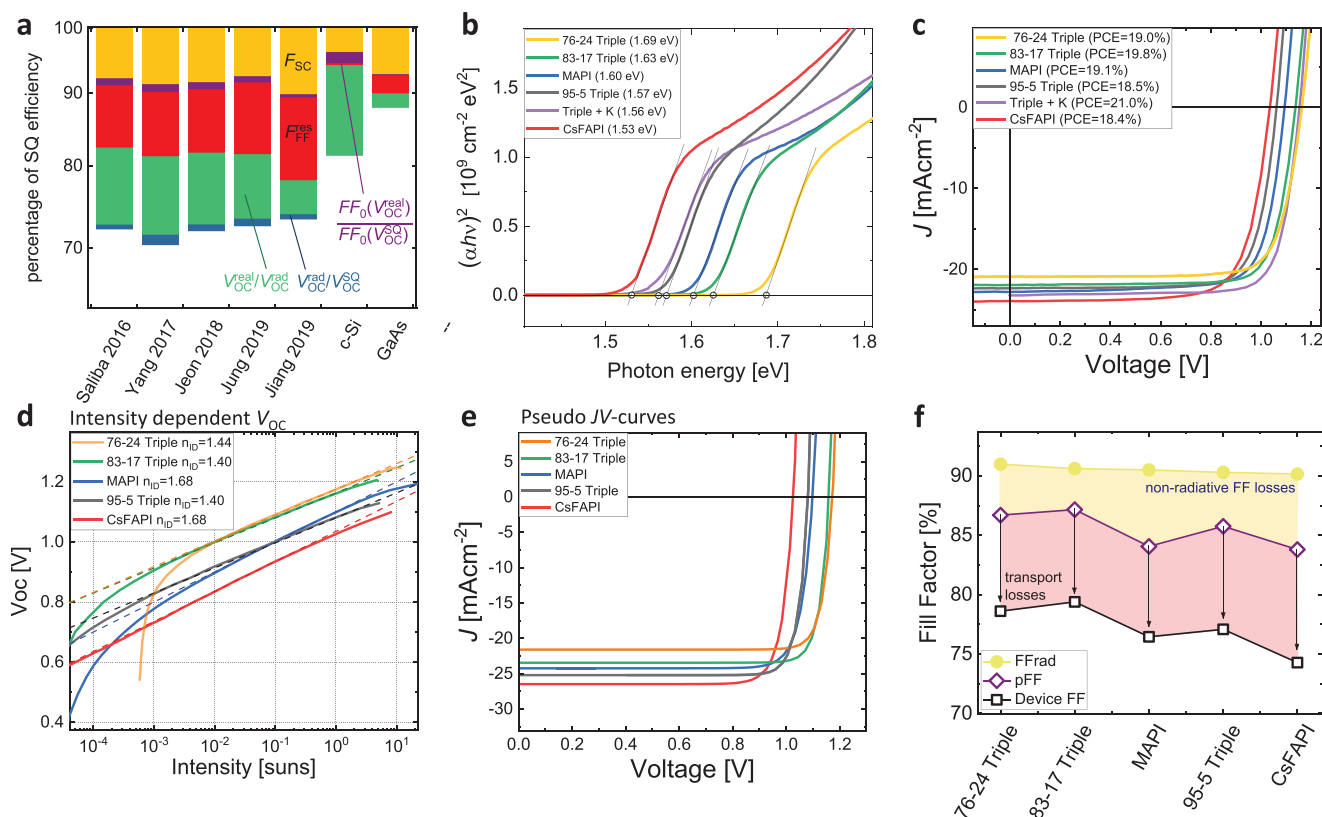 a
100
90
80
70
percentage of SQ efficiency
F_SC
F_FF^res
FF_0(V_OC^real)
FF_0(V_OC^SQ)
V_OC^real/V_OC^rad
V_OC^rad/V_OC^SQ
Saliba 2016
Yang 2017
Jeon 2018
Jung 2019
Jiang 2019
c-Si
GaAs
b
76-24 Triple (1.69 eV)
83-17 Triple (1.63 eV)
MAPI (1.60 eV)
95-5 Triple (1.57 eV)
Triple + K (1.56 eV)
CsFAPI (1.53 eV)
(αhν)² [10⁹ cm⁻² eV²]
1.5
1.0
0.5
0.0
1.5 1.6 1.7 1.8
Photon energy [eV]
c
76-24 Triple (PCE=19.0%)
83-17 Triple (PCE=19.8%)
MAPI (PCE=19.1%)
95-5 Triple (PCE=18.5%)
Triple + K (PCE=21.0%)
CsFAPI (PCE=18.4%)
J [mAcm⁻²]
0
-10
-20
0.0 0.2 0.4 0.6 0.8 1.0 1.2
Voltage [V]
d
Intensity dependent V_OC
76-24 Triple n_ID=1.44
83-17 Triple n_ID=1.40
MAPI n_ID=1.68
95-5 Triple n_ID=1.40
CsFAPI n_ID=1.68
Voc [V]
1.2
1.0
0.8
0.6
0.4
10⁻⁴ 10⁻³ 10⁻² 10⁻¹ 10⁰ 10¹
Intensity [suns]
e
Pseudo JV-curves
76-24 Triple
83-17 Triple
MAPI
95-5 Triple
CsFAPI
J [mAcm⁻²]
5
0
-5
-10
-15
-20
-25
-30
0.0 0.2 0.4 0.6 0.8 1.0 1.2
Voltage [V]
f
Fill Factor [%]
90
85
80
75
70
non-radiative FF losses
transport
losses
FFrad
pFF
Device FF
76-24 Triple
83-17 Triple
MAPI
95-5 Triple
CsFAPI